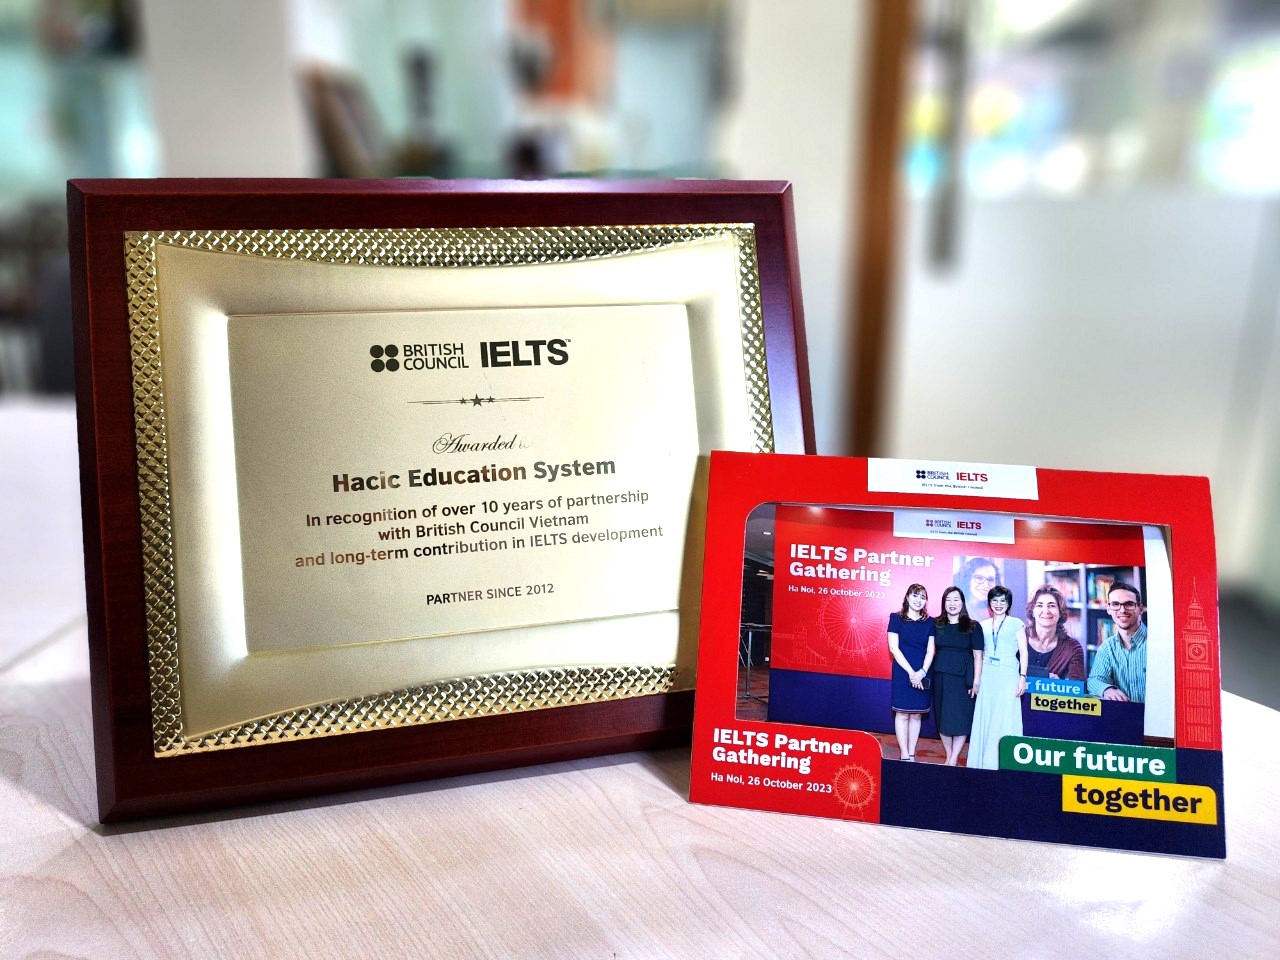 BRITISH COUNCIL IELTS™
Awarded
Hacic Education System
In recognition of over 10 years of partnership
with British Council Vietnam
and long-term contribution in IELTS development
PARTNER SINCE 2012
BRITISH COUNCIL IELTS
BRITISH COUNCIL IELTS
IELTS Partner
Gathering
Ha Noi, 26 October 2023
future
together
IELTS Partner
Gathering
Ha Noi, 26 October 2023
Our future
together